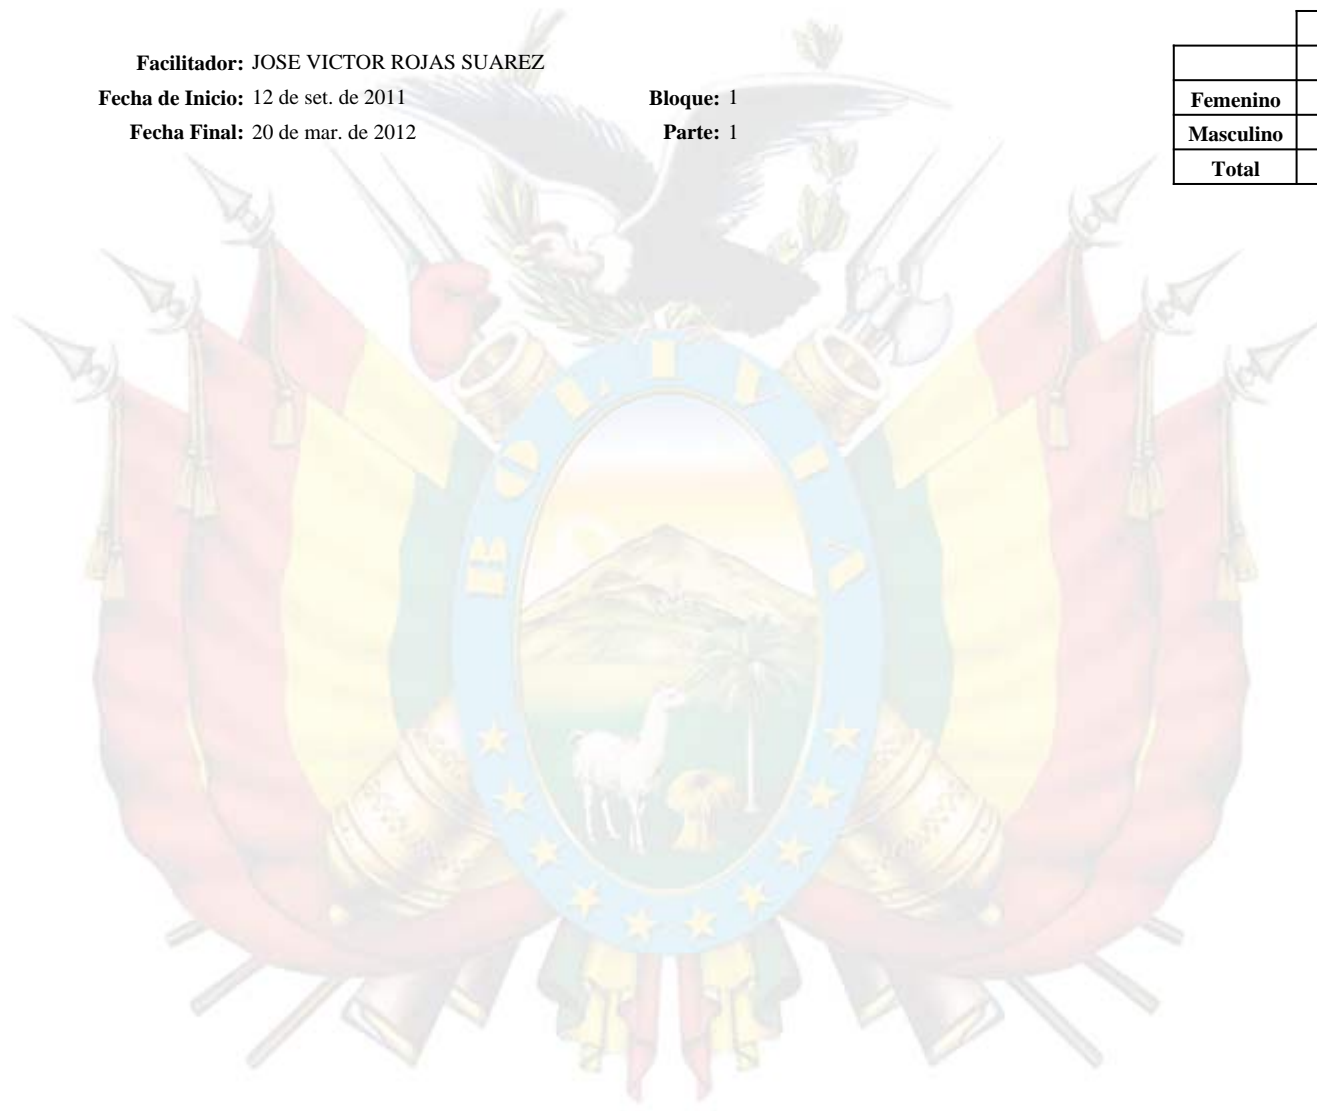 Facilitador: JOSE VICTOR ROJAS SUAREZ
Fecha de Inicio: 12 de set. de 2011 Bloque: 1
Fecha Final: 20 de mar. de 2012 Parte: 1
Femenino
Masculino
Total
BOLIVIA